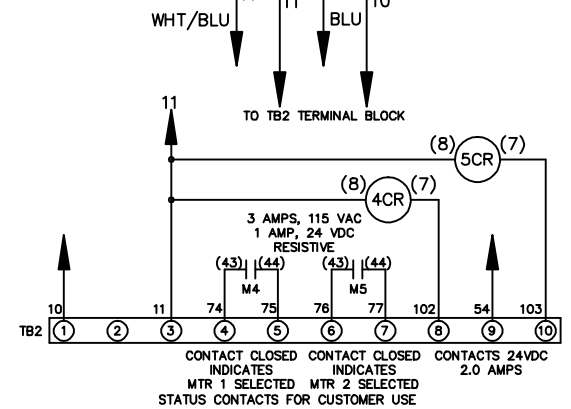 11
10
WHT/BLU
BLU
TO TB2 TERMINAL BLOCK
11
(8) 5CR (7)
(8) 4CR (7)
3 AMPS, 115 VAC
1 AMP, 24 VDC
RESISTIVE
(43) (44) (43) (44)
M4 M5
10 11 74 75 76 77 102 54 103
TB2 1 2 3 4 5 6 7 8 9 10
CONTACT CLOSED CONTACT CLOSED CONTACTS 24VDC
INDICATES INDICATES 2.0 AMPS
MTR 1 SELECTED MTR 2 SELECTED
STATUS CONTACTS FOR CUSTOMER USE